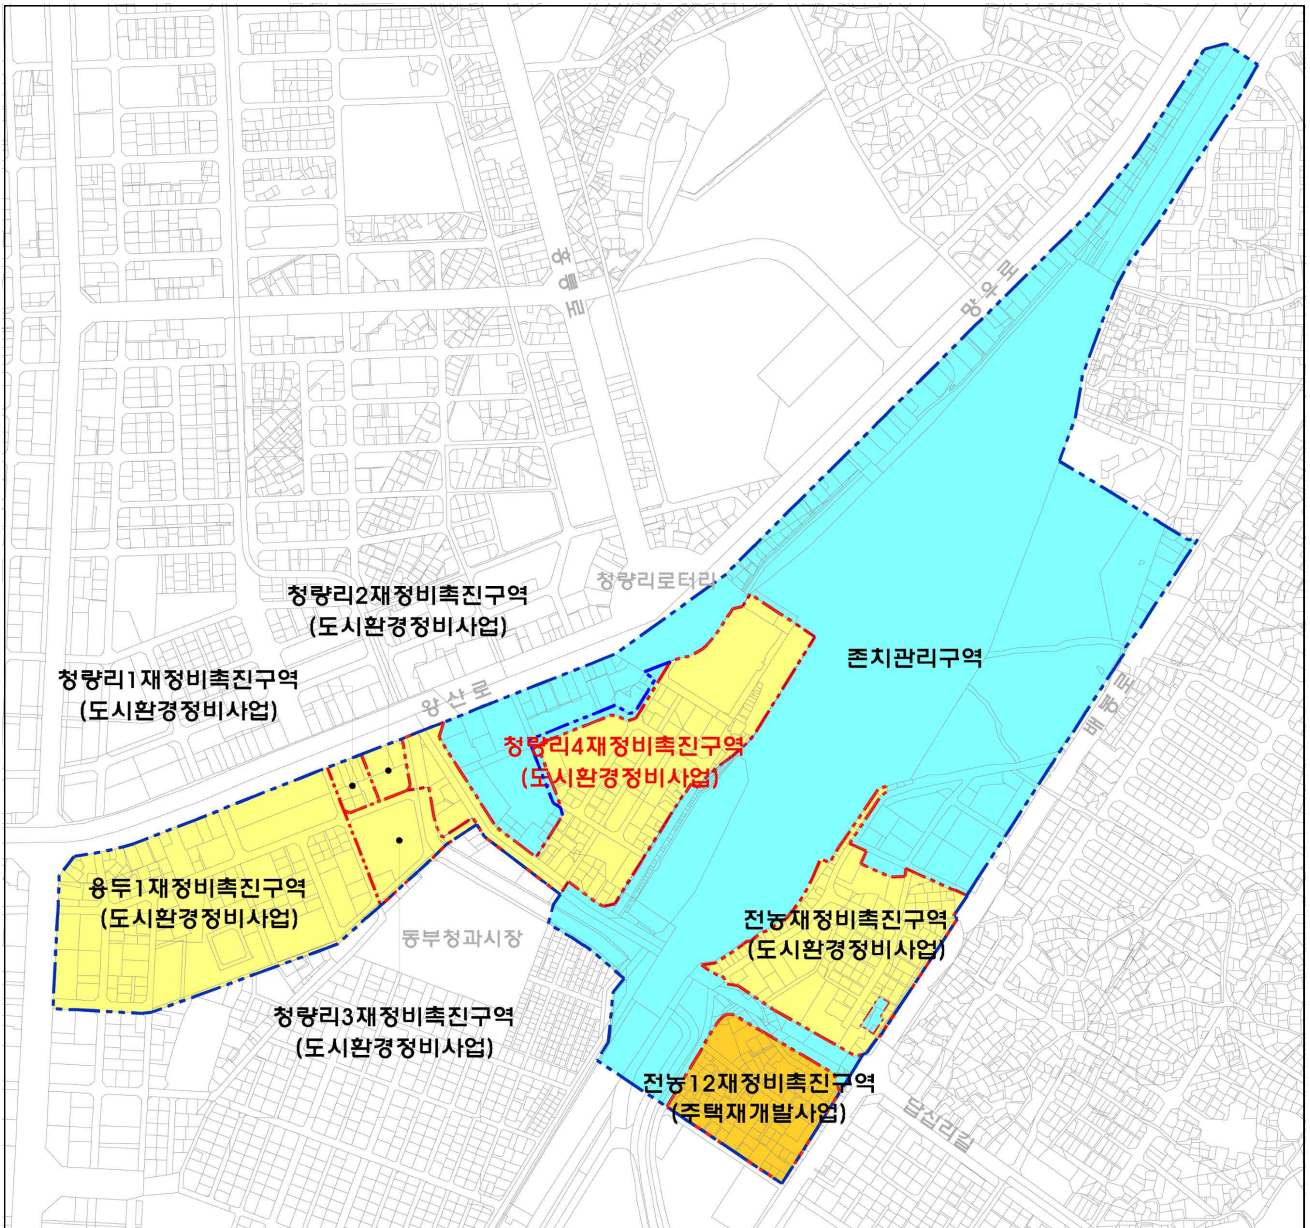 홍릉로
망우로
청량리로터리
청량리2재정비촉진구역
(도시환경정비사업)
청량리1재정비촉진구역
(도시환경정비사업)
왕산로
존치관리구역
배봉로
청량리4재정비촉진구역
(도시환경정비사업)
용두1재정비촉진구역
(도시환경정비사업)
동부청과시장
전농재정비촉진구역
(도시환경정비사업)
청량리3재정비촉진구역
(도시환경정비사업)
전농12재정비촉진구역
(주택재개발사업)
답십리길